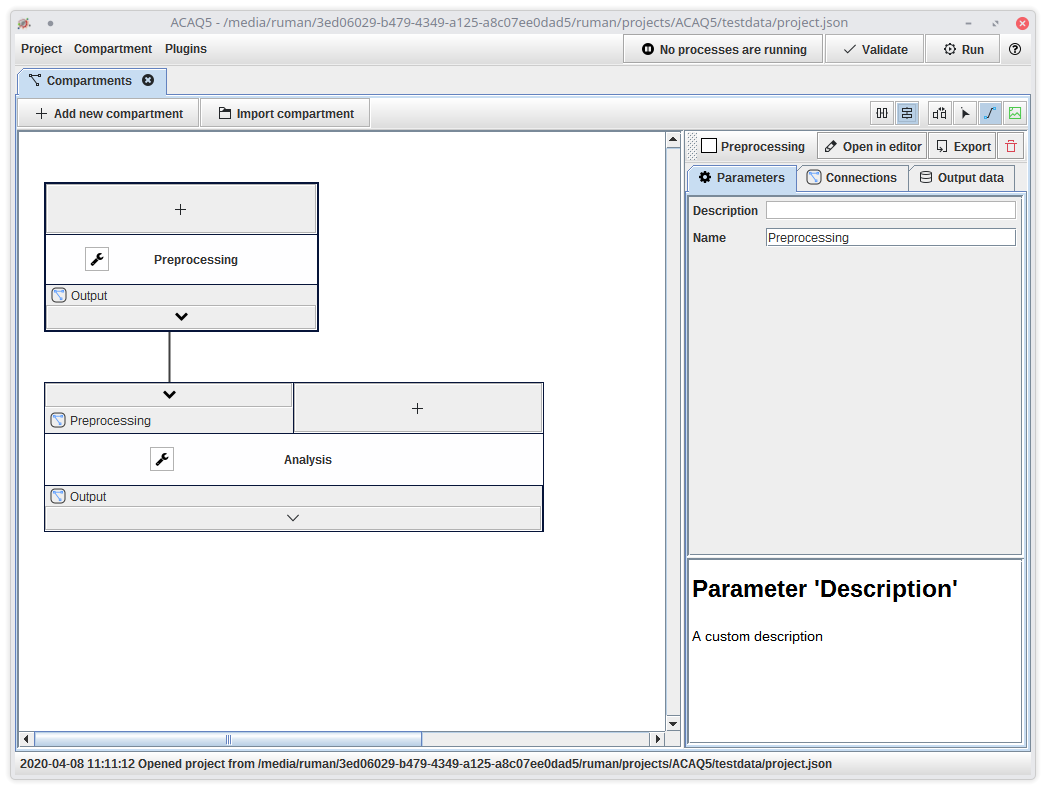 ACAQ5 - /media/ruman/3ed06029-b479-4349-a125-a8c07ee0dad5/ruman/projects/ACAQ5/testdata/project.json
Project Compartment Plugins No processes are running Validate Run
Compartments
Add new compartment Import compartment
Preprocessing Open in editor Export
Parameters Connections Output data
Description
Name Preprocessing
Preprocessing
Output
Preprocessing
Analysis
Output
Parameter 'Description'
A custom description
2020-04-08 11:11:12 Opened project from /media/ruman/3ed06029-b479-4349-a125-a8c07ee0dad5/ruman/projects/ACAQ5/testdata/project.json